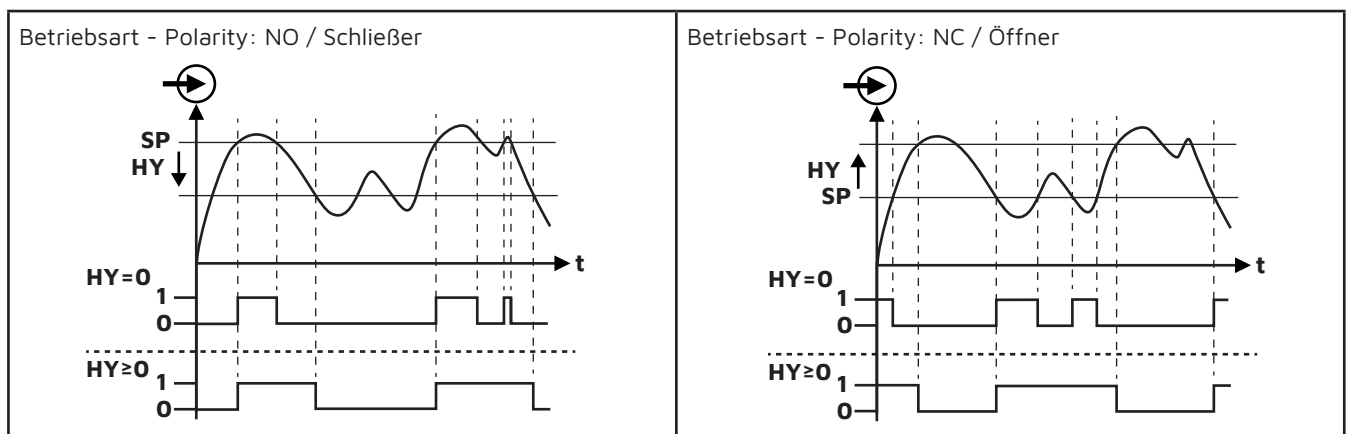 Betriebsart - Polarity: NO / Schließer
SP
HY
t
HY=0
1
0
HY≥0
1
0
Betriebsart - Polarity: NC / Öffner
HY
SP
t
HY=0
1
0
HY≥0
1
0